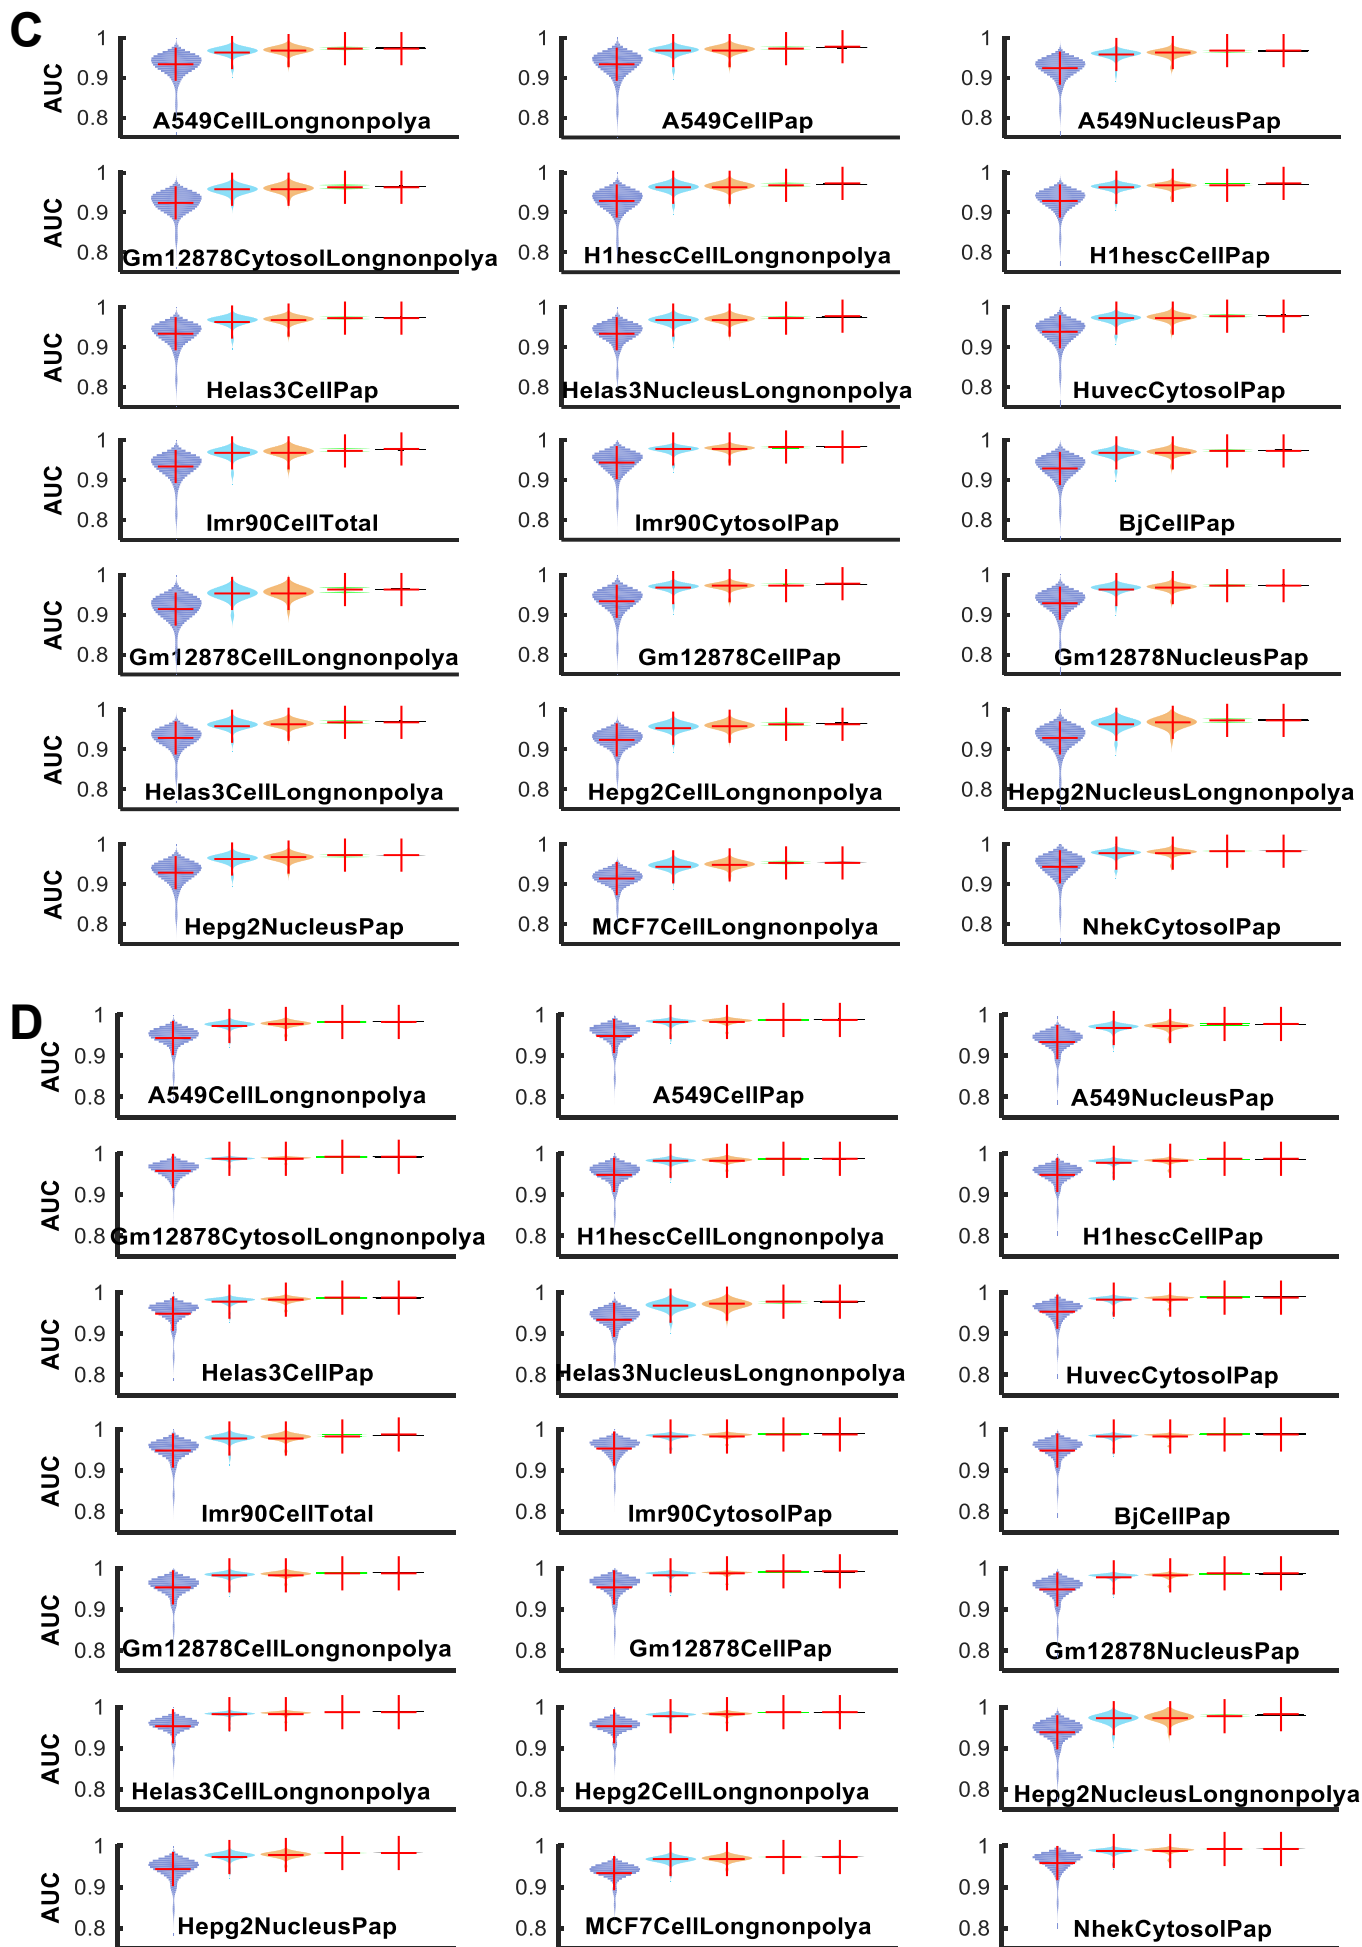 C
AUC 1 0.9 0.8 A549CellLongnonpolya 1 0.9 0.8 A549CellPap 1 0.9 0.8 A549NucleusPap
AUC 1 0.9 0.8 Gm12878CytosolLongnonpolya 1 0.9 0.8 H1hescCellLongnonpolya 1 0.9 0.8 H1hescCellPap
AUC 1 0.9 0.8 Helas3CellPap 1 0.9 0.8 Helas3NucleusLongnonpolya 1 0.9 0.8 HuvecCytosolPap
AUC 1 0.9 0.8 Imr90CellTotal 1 0.9 0.8 Imr90CytosolPap 1 0.9 0.8 BjCellPap
AUC 1 0.9 0.8 Gm12878CellLongnonpolya 1 0.9 0.8 Gm12878CellPap 1 0.9 0.8 Gm12878NucleusPap
AUC 1 0.9 0.8 Helas3CellLongnonpolya 1 0.9 0.8 Hepg2CellLongnonpolya 1 0.9 0.8 Hepg2NucleusLongnonpolya
AUC 1 0.9 0.8 Hepg2NucleusPap 1 0.9 0.8 MCF7CellLongnonpolya 1 0.9 0.8 NhekCytosolPap
D
AUC 1 0.9 0.8 A549CellLongnonpolya 1 0.9 0.8 A549CellPap 1 0.9 0.8 A549NucleusPap
AUC 1 0.9 0.8 Gm12878CytosolLongnonpolya 1 0.9 0.8 H1hescCellLongnonpolya 1 0.9 0.8 H1hescCellPap
AUC 1 0.9 0.8 Helas3CellPap 1 0.9 0.8 Helas3NucleusLongnonpolya 1 0.9 0.8 HuvecCytosolPap
AUC 1 0.9 0.8 Imr90CellTotal 1 0.9 0.8 Imr90CytosolPap 1 0.9 0.8 BjCellPap
AUC 1 0.9 0.8 Gm12878CellLongnonpolya 1 0.9 0.8 Gm12878CellPap 1 0.9 0.8 Gm12878NucleusPap
AUC 1 0.9 0.8 Helas3CellLongnonpolya 1 0.9 0.8 Hepg2CellLongnonpolya 1 0.9 0.8 Hepg2NucleusLongnonpolya
AUC 1 0.9 0.8 Hepg2NucleusPap 1 0.9 0.8 MCF7CellLongnonpolya 1 0.9 0.8 NhekCytosolPap